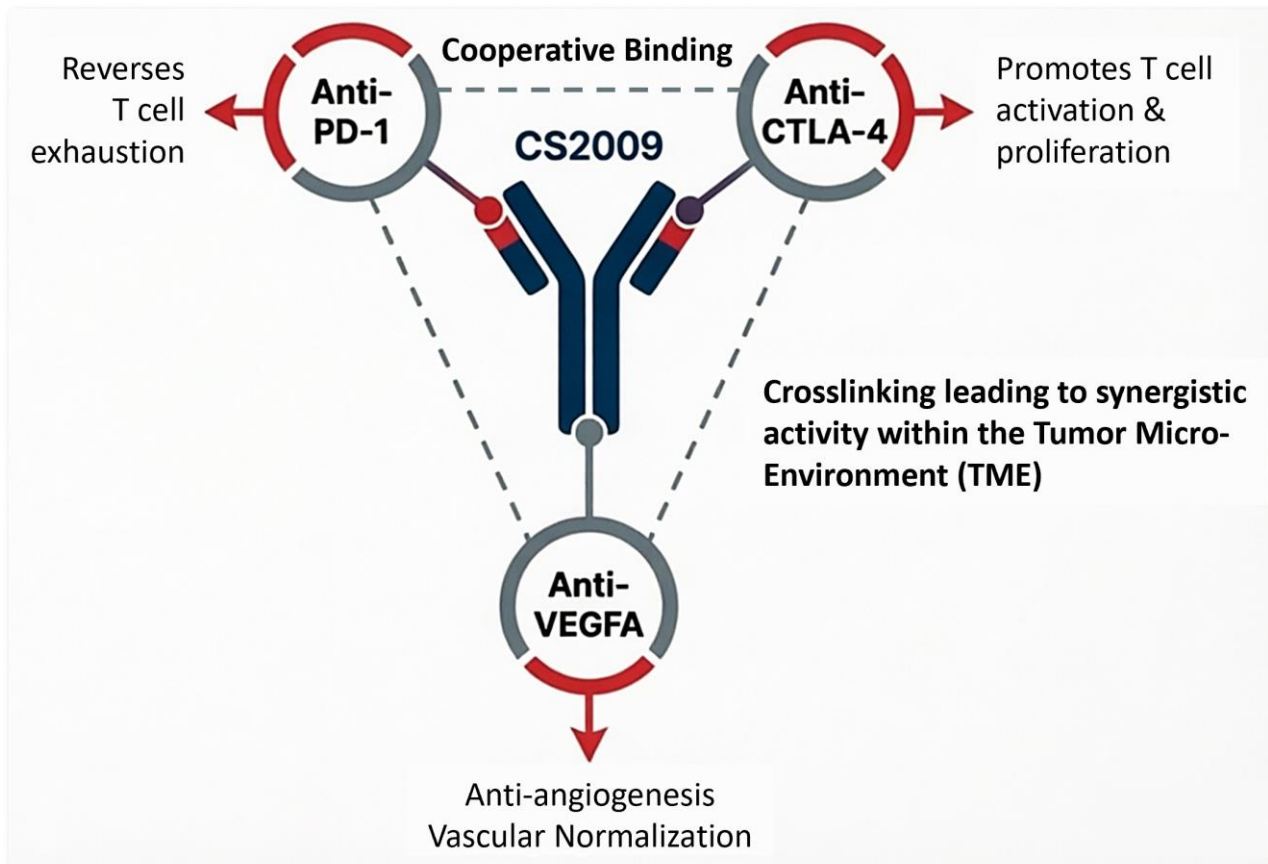 Reverses
T cell
exhaustion
Anti-
PD-1
Cooperative Binding
CS2009
Anti-
CTLA-4
Promotes T cell
activation &
proliferation
Crosslinking leading to synergistic
activity within the Tumor Micro-
Environment (TME)
Anti-
VEGFA
Anti-angiogenesis
Vascular Normalization